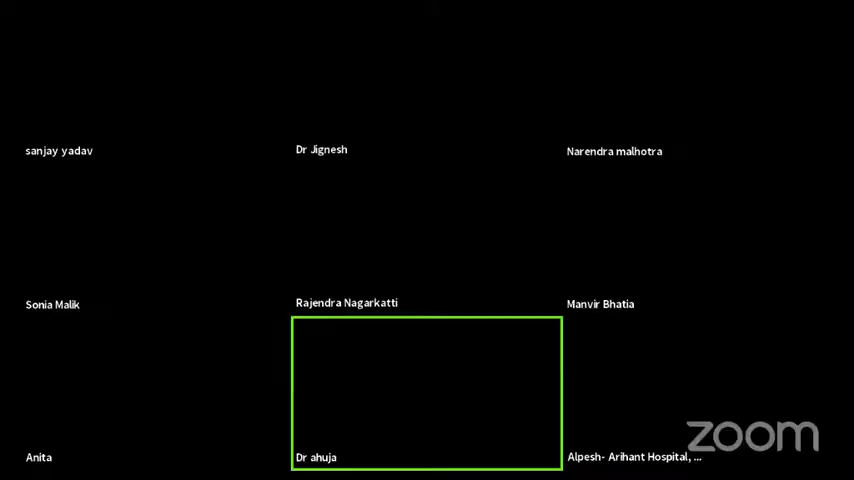 sanjay yadav
Dr Jignesh
Narendra malhotra
Sonia Malik
Rajendra Nagarkatti
Manvir Bhatia
Anita
Dr ahuja
Alpesh- Arihant Hospital, ...
zoom